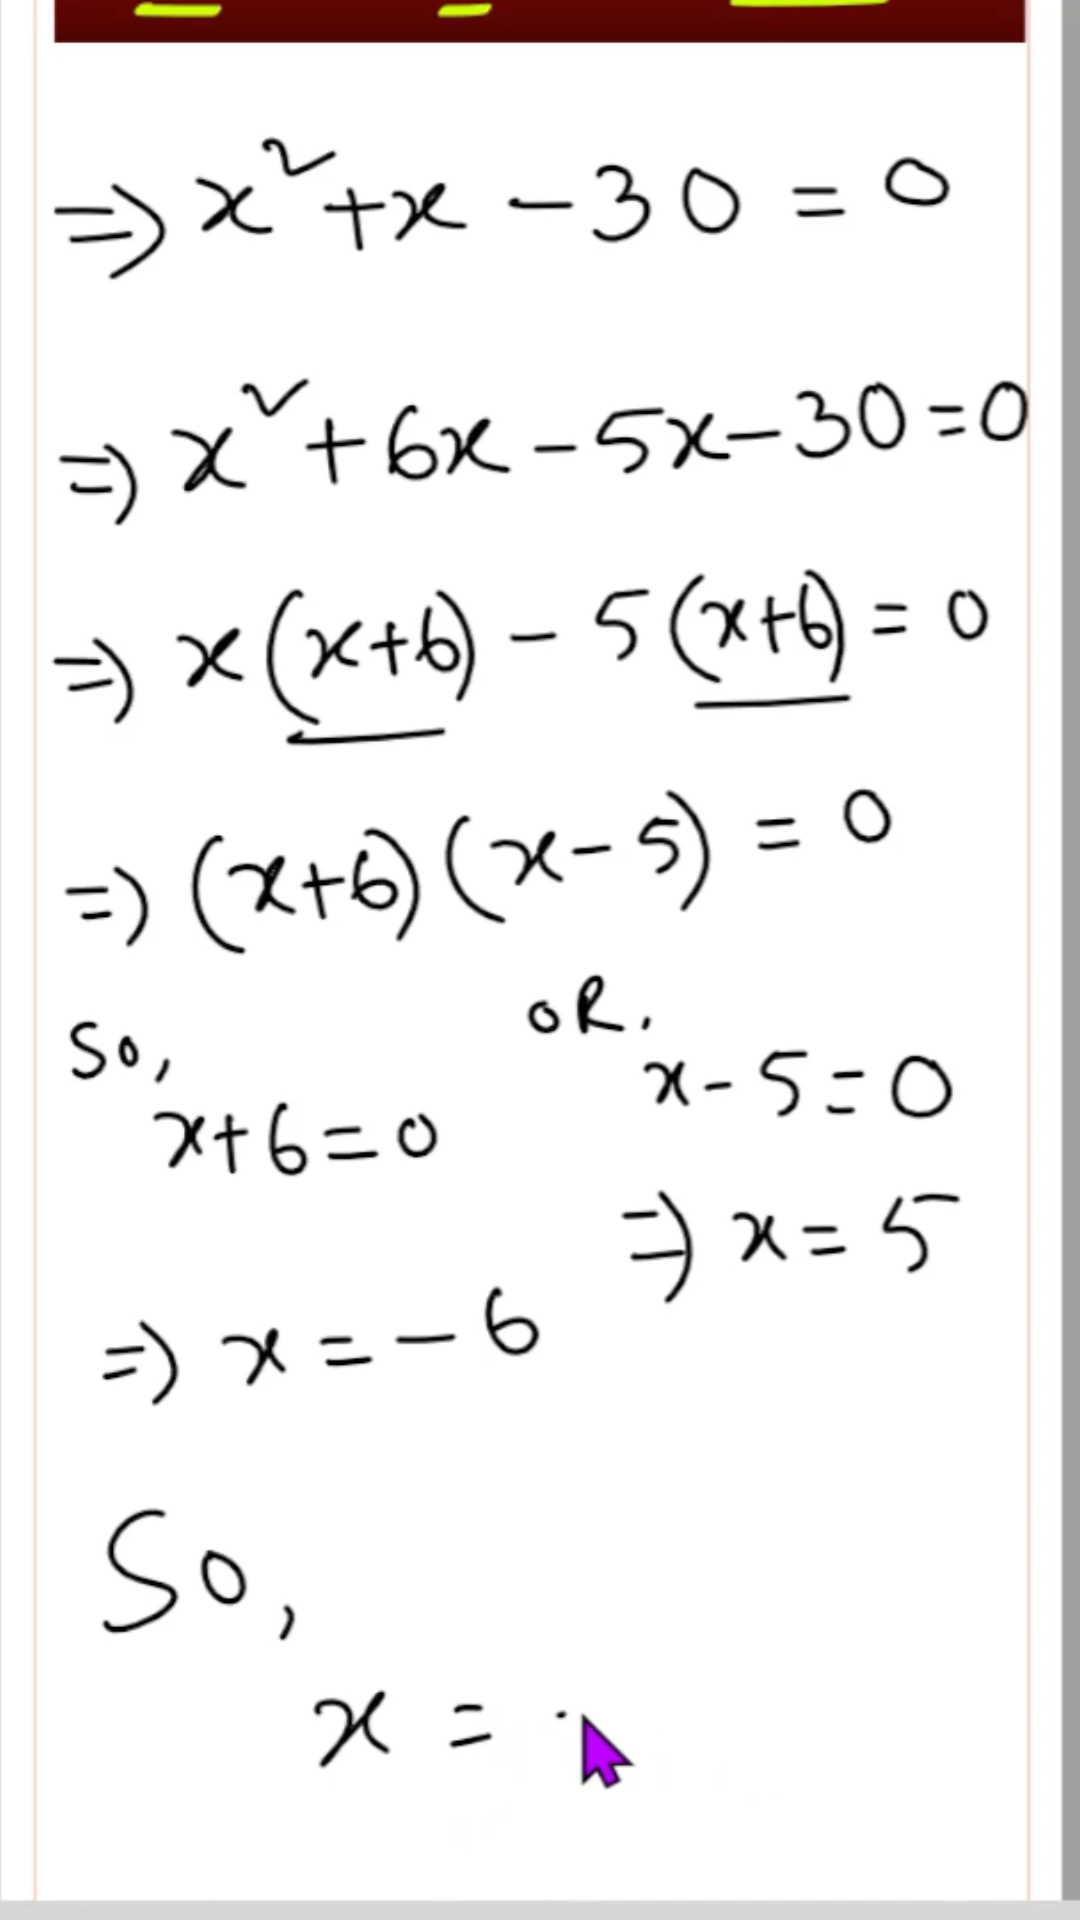 ⇒ x² + x - 30 = 0
⇒ x² + 6x - 5x - 30 = 0
⇒ x(x+6) - 5(x+6) = 0
⇒ (x+6)(x-5) = 0
So, OR,
x+6=0 x-5=0
⇒ x = -6 ⇒ x = 5
So,
x =